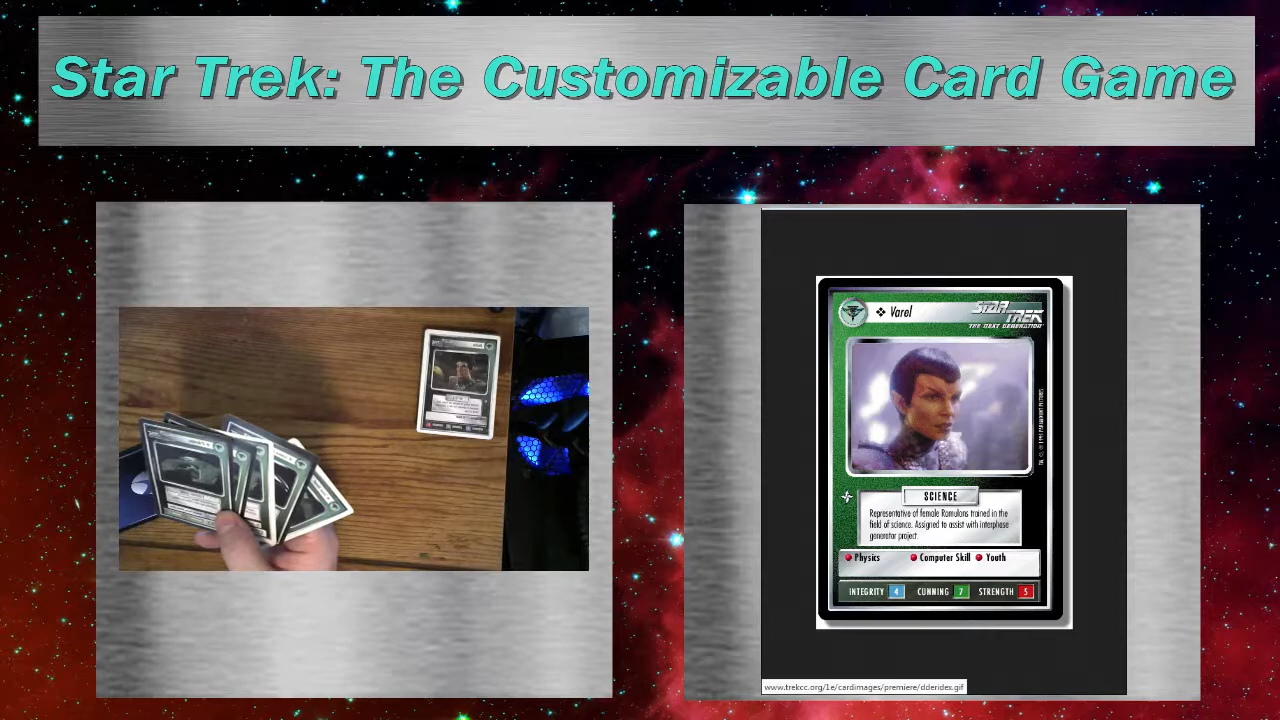 Star Trek: The Customizable Card Game
❖ Varel
STAR TREK
THE NEXT GENERATION
SCIENCE
Representative of female Romulans trained in the
field of science. Assigned to assist with interphase
generator project.
Physics Computer Skill Youth
INTEGRITY 4 CUNNING 7 STRENGTH 5
www.trekcc.org/1e/cardimages/premiere/dderidex.gif